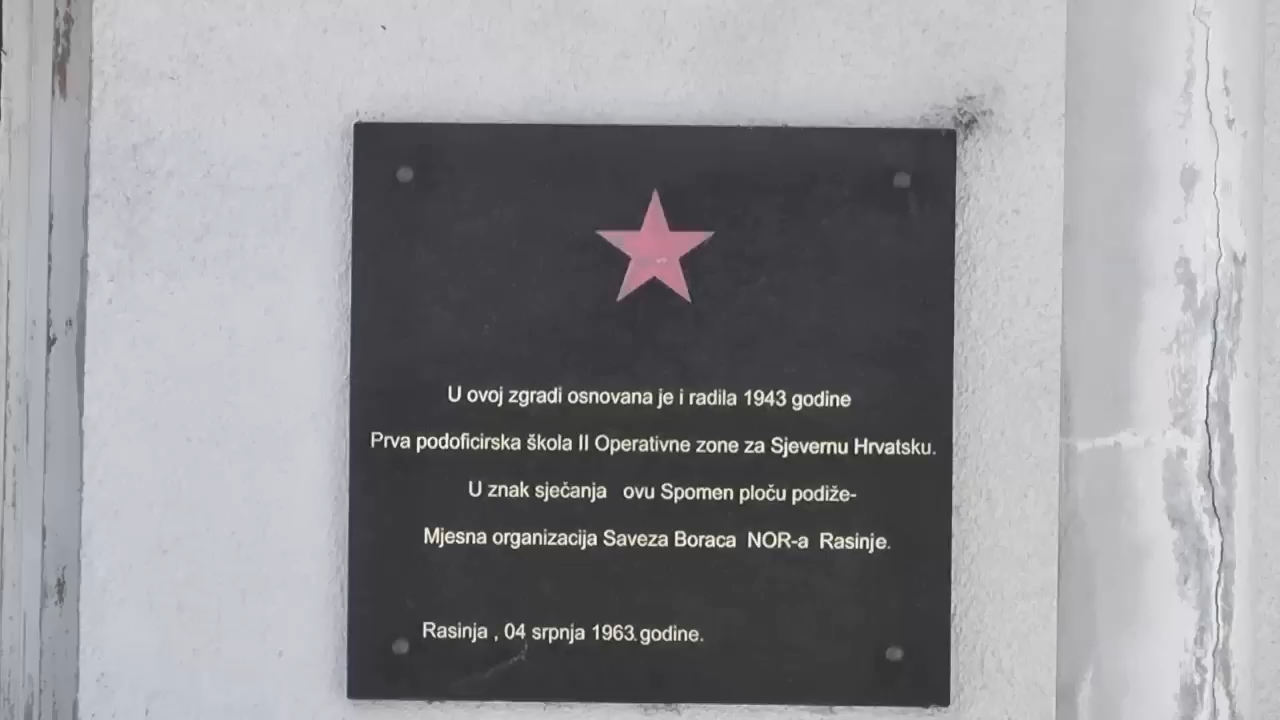 U ovoj zgradi osnovana je i radila 1943 godine
Prva podoficirska škola II Operativne zone za Sjevernu Hrvatsku.
U znak sječanja ovu Spomen ploču podiže-
Mjesna organizacija Saveza Boraca NOR-a Rasinje.
Rasinja , 04 srpnja 1963.godine.